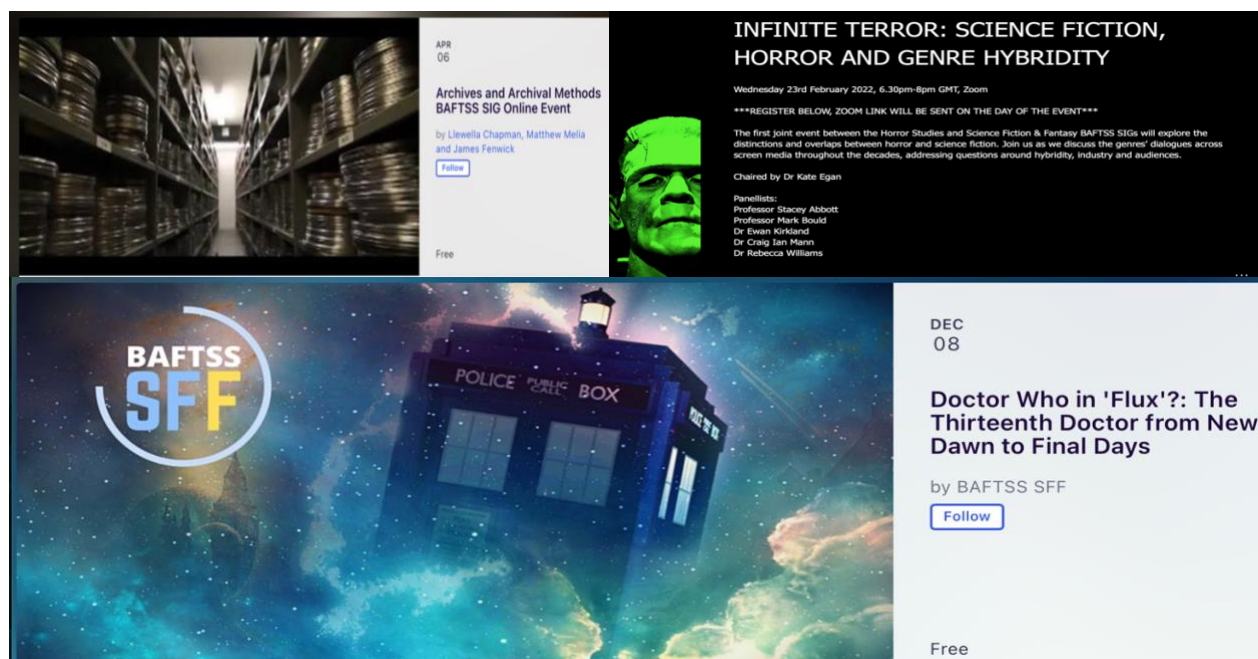 APR
06
Archives and Archival Methods
BAFTSS SIG Online Event
by Llewella Chapman, Matthew Melia
and James Fenwick
Follow
Free
INFINITE TERROR: SCIENCE FICTION,
HORROR AND GENRE HYBRIDITY
Wednesday 23rd February 2022, 6.30pm-8pm GMT, Zoom
***REGISTER BELOW, ZOOM LINK WILL BE SENT ON THE DAY OF THE EVENT***
The first joint event between the Horror Studies and Science Fiction & Fantasy BAFTSS SIGs will explore the
distinctions and overlaps between horror and science fiction. Join us as we discuss the genres' dialogues across
screen media throughout the decades, addressing questions around hybridity, industry and audiences.
Chaired by Dr Kate Egan
Panellists:
Professor Stacey Abbott
Professor Mark Bould
Dr Ewan Kirkland
Dr Craig Ian Mann
Dr Rebecca Williams
...
BAFTSS
SFF
POLICE PUBLIC CALL BOX
DEC
08
Doctor Who in 'Flux'?: The
Thirteenth Doctor from New
Dawn to Final Days
by BAFTSS SFF
Follow
Free